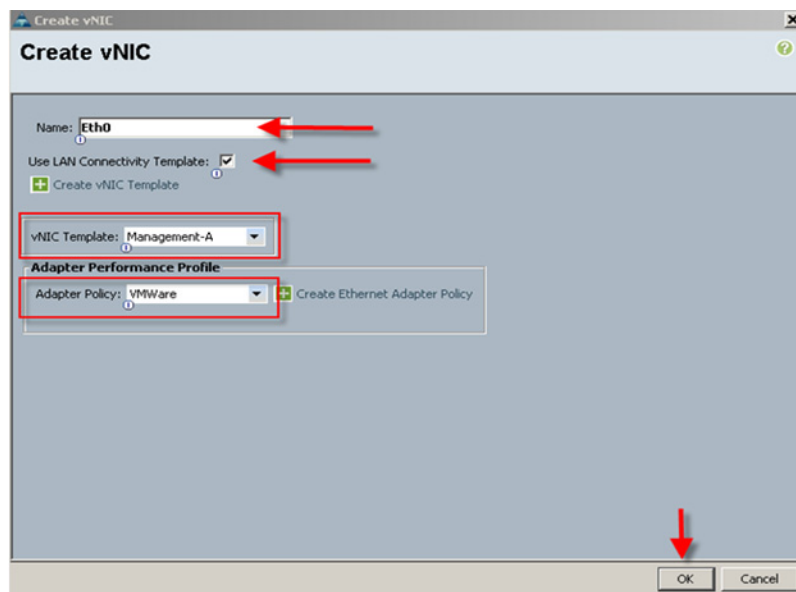 Create vNIC
Create vNIC
Name: Eth0
Use LAN Connectivity Template:
Create vNIC Template
vNIC Template: Management-A
Adapter Performance Profile
Adapter Policy: VMWare Create Ethernet Adapter Policy
OK Cancel